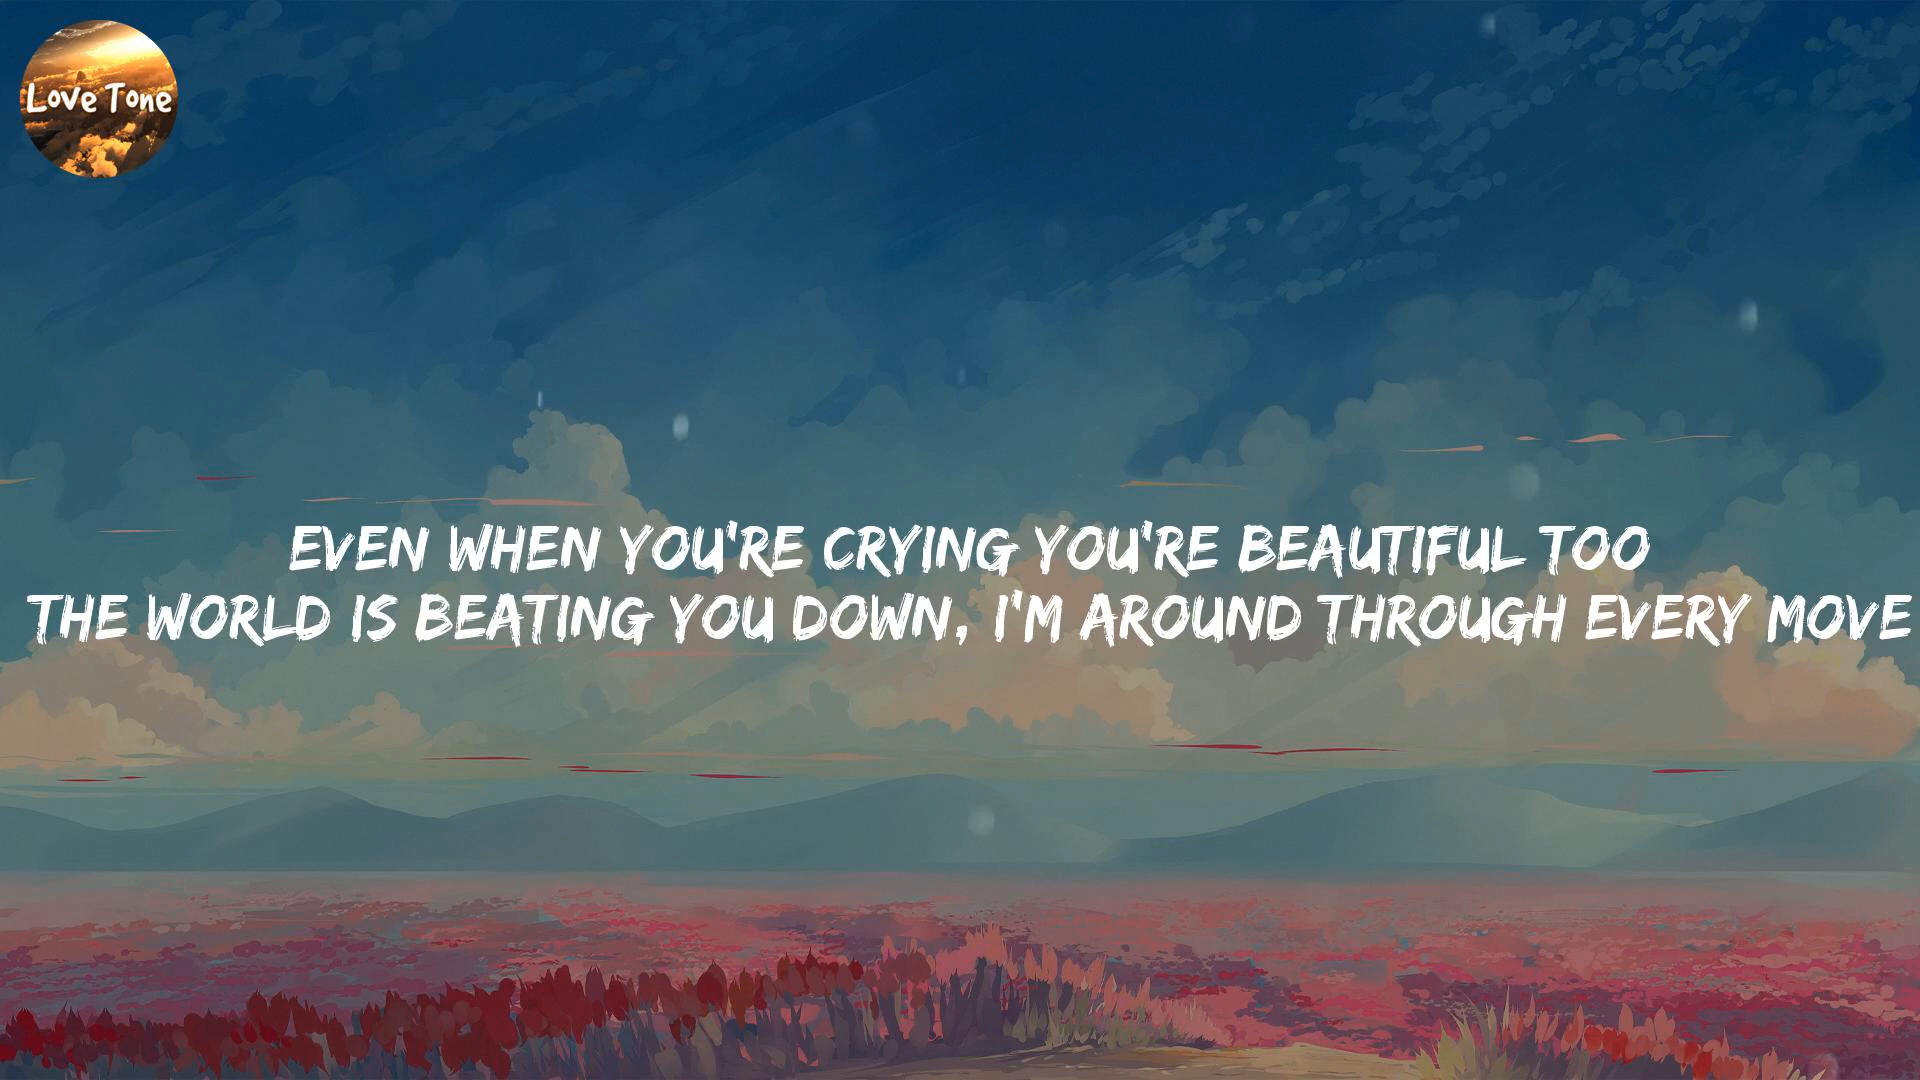 Love Tone
EVEN WHEN YOU'RE CRYING YOU'RE BEAUTIFUL TOO
THE WORLD IS BEATING YOU DOWN, I'M AROUND THROUGH EVERY MOVE